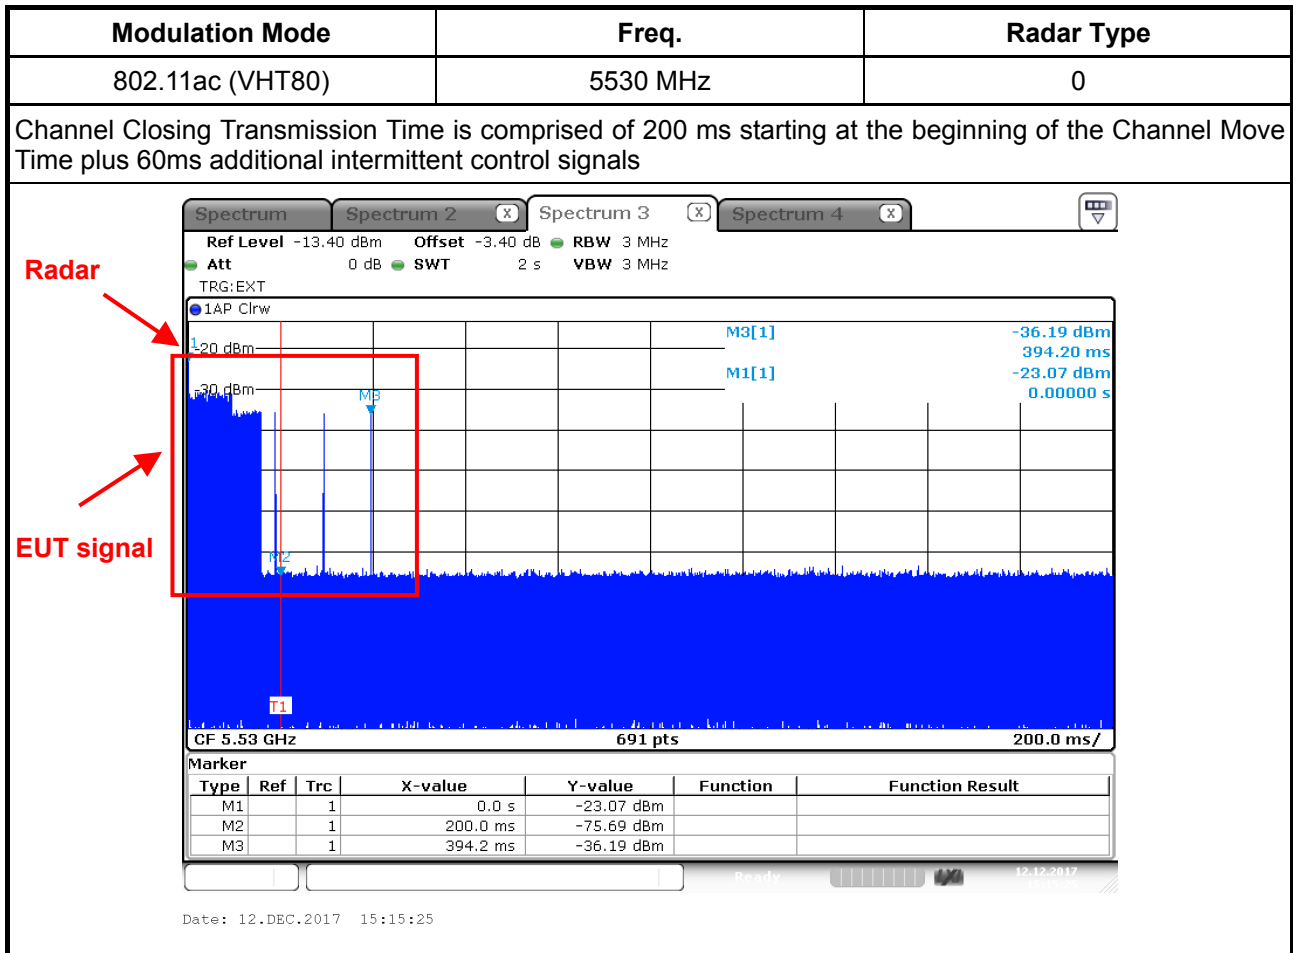 Modulation Mode Freq. Radar Type
802.11ac (VHT80) 5530 MHz 0
Channel Closing Transmission Time is comprised of 200 ms starting at the beginning of the Channel Move
Time plus 60ms additional intermittent control signals
Spectrum Spectrum 2 X Spectrum 3 X Spectrum 4 X
Ref Level -13.40 dBm Offset -3.40 dB RBW 3 MHz
Att 0 dB SWT 2 s VBW 3 MHz
TRG:EXT
1AP Clrw
Radar
M3[1] -36.19 dBm
394.20 ms
M1[1] -23.07 dBm
0.00000 s
1
-20 dBm
-30 dBm
M3
EUT signal
M2
T1
CF 5.53 GHz 691 pts 200.0 ms/
Marker
Type Ref Trc X-value Y-value Function Function Result
M1 1 0.0 s -23.07 dBm
M2 1 200.0 ms -75.69 dBm
M3 1 394.2 ms -36.19 dBm
Ready 12.12.2017
Date: 12.DEC.2017 15:15:25